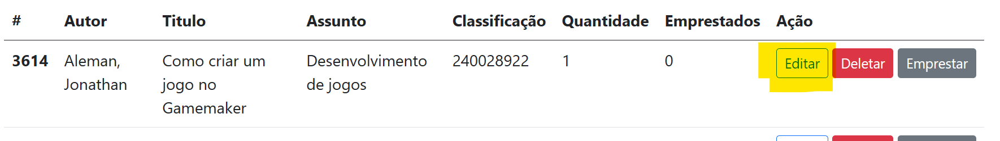 # Autor Titulo Assunto Classificação Quantidade Emprestados Ação
3614 Aleman, Como criar um Desenvolvimento 240028922 1 0 Editar Deletar Emprestar
Jonathan jogo no de jogos
Gamemaker